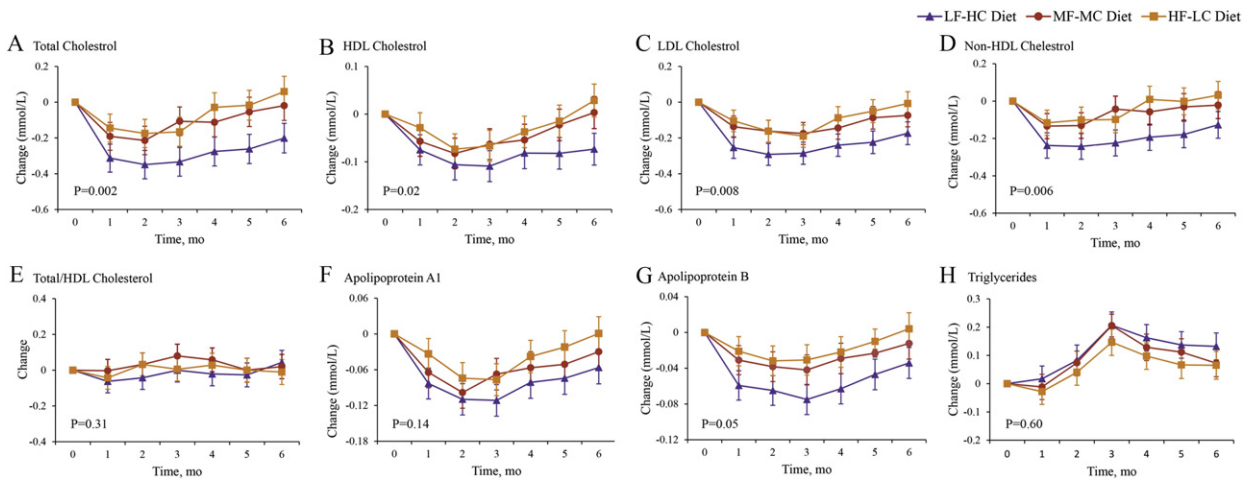 LF-HC Diet MF-MC Diet HF-LC Diet
A Total Cholestrol
0.2
0
-0.2
-0.4
-0.6
Change (mmol/L)
P=0.002
0 1 2 3 4 5 6
Time, mo
B HDL Cholestrol
0.1
0
-0.1
-0.2
Change (mmol/L)
P=0.02
0 1 2 3 4 5 6
Time, mo
C LDL Cholestrol
0.2
0
-0.2
-0.4
-0.6
Change (mmol/L)
P=0.008
0 1 2 3 4 5 6
Time, mo
D Non-HDL Chelestrol
0.2
0
-0.2
-0.4
-0.6
Change (mmol/L)
P=0.006
0 1 2 3 4 5 6
Time, mo
E Total/HDL Cholesterol
0.4
0.2
0
-0.2
-0.4
Change
P=0.31
0 1 2 3 4 5 6
Time, mo
F Apolipoprotein A1
0.06
0
-0.06
-0.12
-0.18
Change (mmol/L)
P=0.14
0 1 2 3 4 5 6
Time, mo
G Apolipoprotein B
0.04
0
-0.04
-0.08
-0.12
Change (mmol/L)
P=0.05
0 1 2 3 4 5 6
Time, mo
H Triglycerides
0.3
0.2
0.1
0
-0.1
-0.2
Change (mmol/L)
P=0.60
0 1 2 3 4 5 6
Time, mo